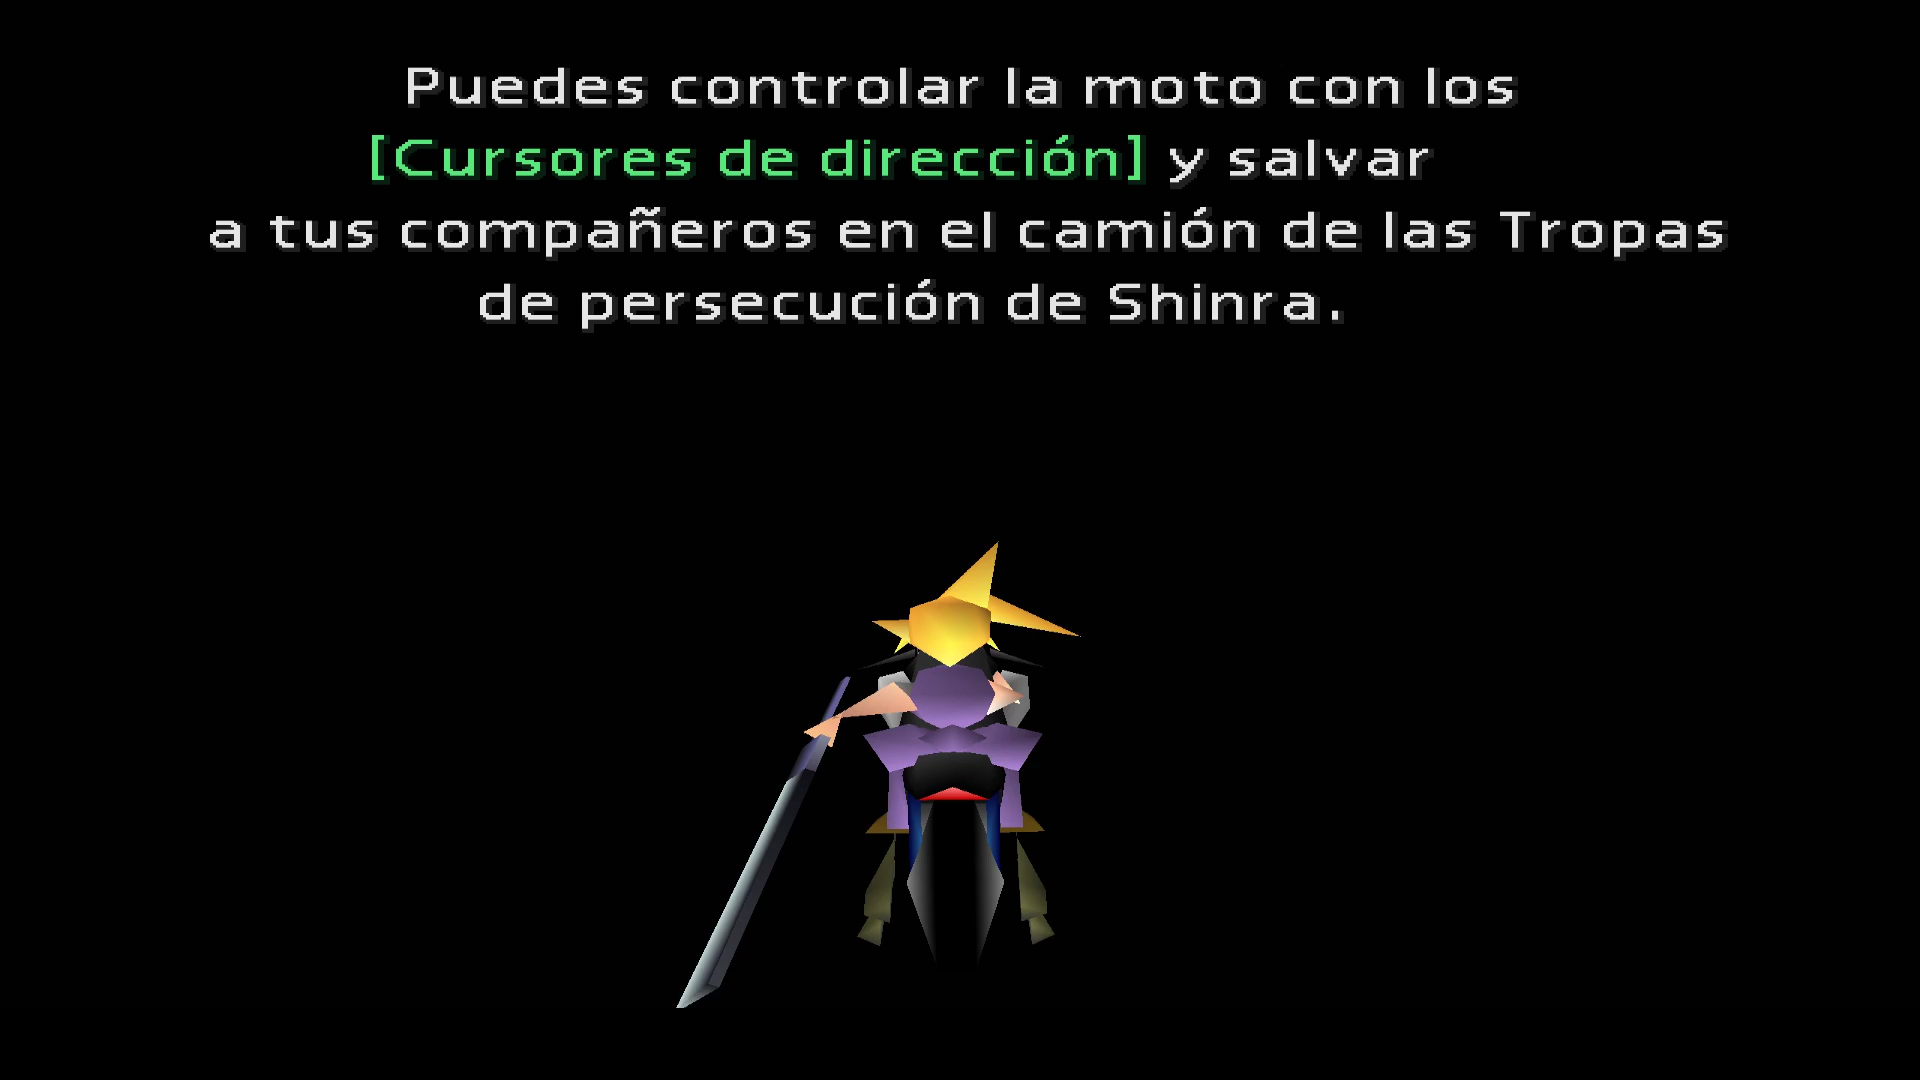 Puedes controlar la moto con los
[Cursores de dirección] y salvar
a tus compañeros en el camión de las Tropas
de persecución de Shinra.